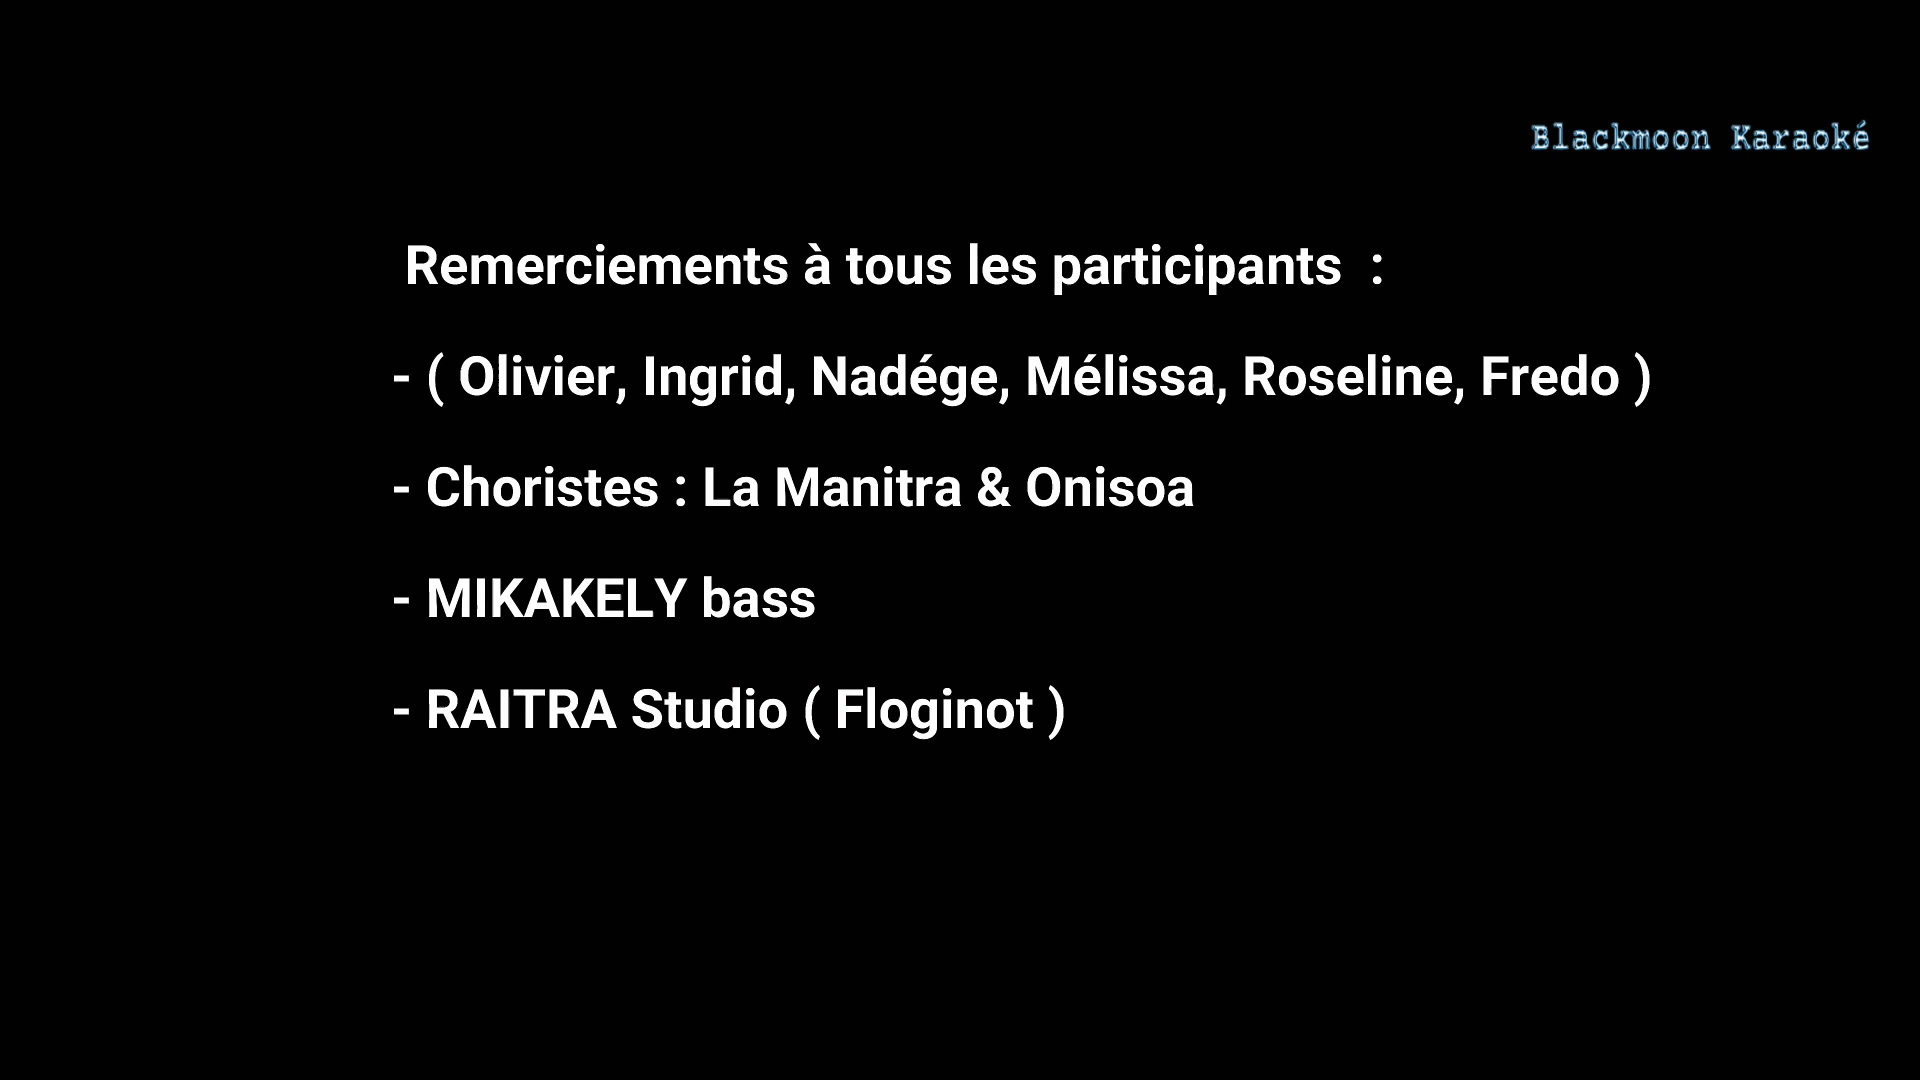 Blackmoon Karaoké
Remerciements à tous les participants  :
- ( Olivier, Ingrid, Nadége, Mélissa, Roseline, Fredo )
- Choristes : La Manitra & Onisoa
- MIKAKELY bass
- RAITRA Studio ( Floginot )